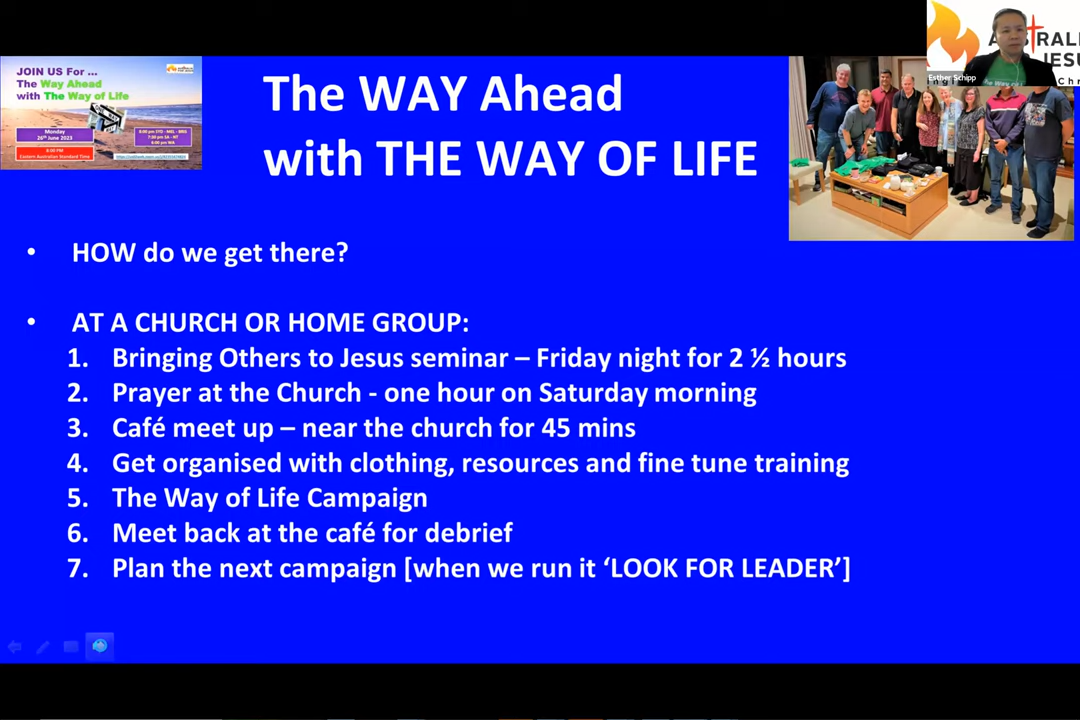 JOIN US For ...
The Way Ahead
with The Way of Life
Monday
26th June 2023
Eastern Australian Standard Time
The WAY Ahead
with THE WAY OF LIFE
Esther Schipp
• HOW do we get there?
• AT A CHURCH OR HOME GROUP:
1. Bringing Others to Jesus seminar – Friday night for 2 ½ hours
2. Prayer at the Church - one hour on Saturday morning
3. Café meet up – near the church for 45 mins
4. Get organised with clothing, resources and fine tune training
5. The Way of Life Campaign
6. Meet back at the café for debrief
7. Plan the next campaign [when we run it ‘LOOK FOR LEADER’]